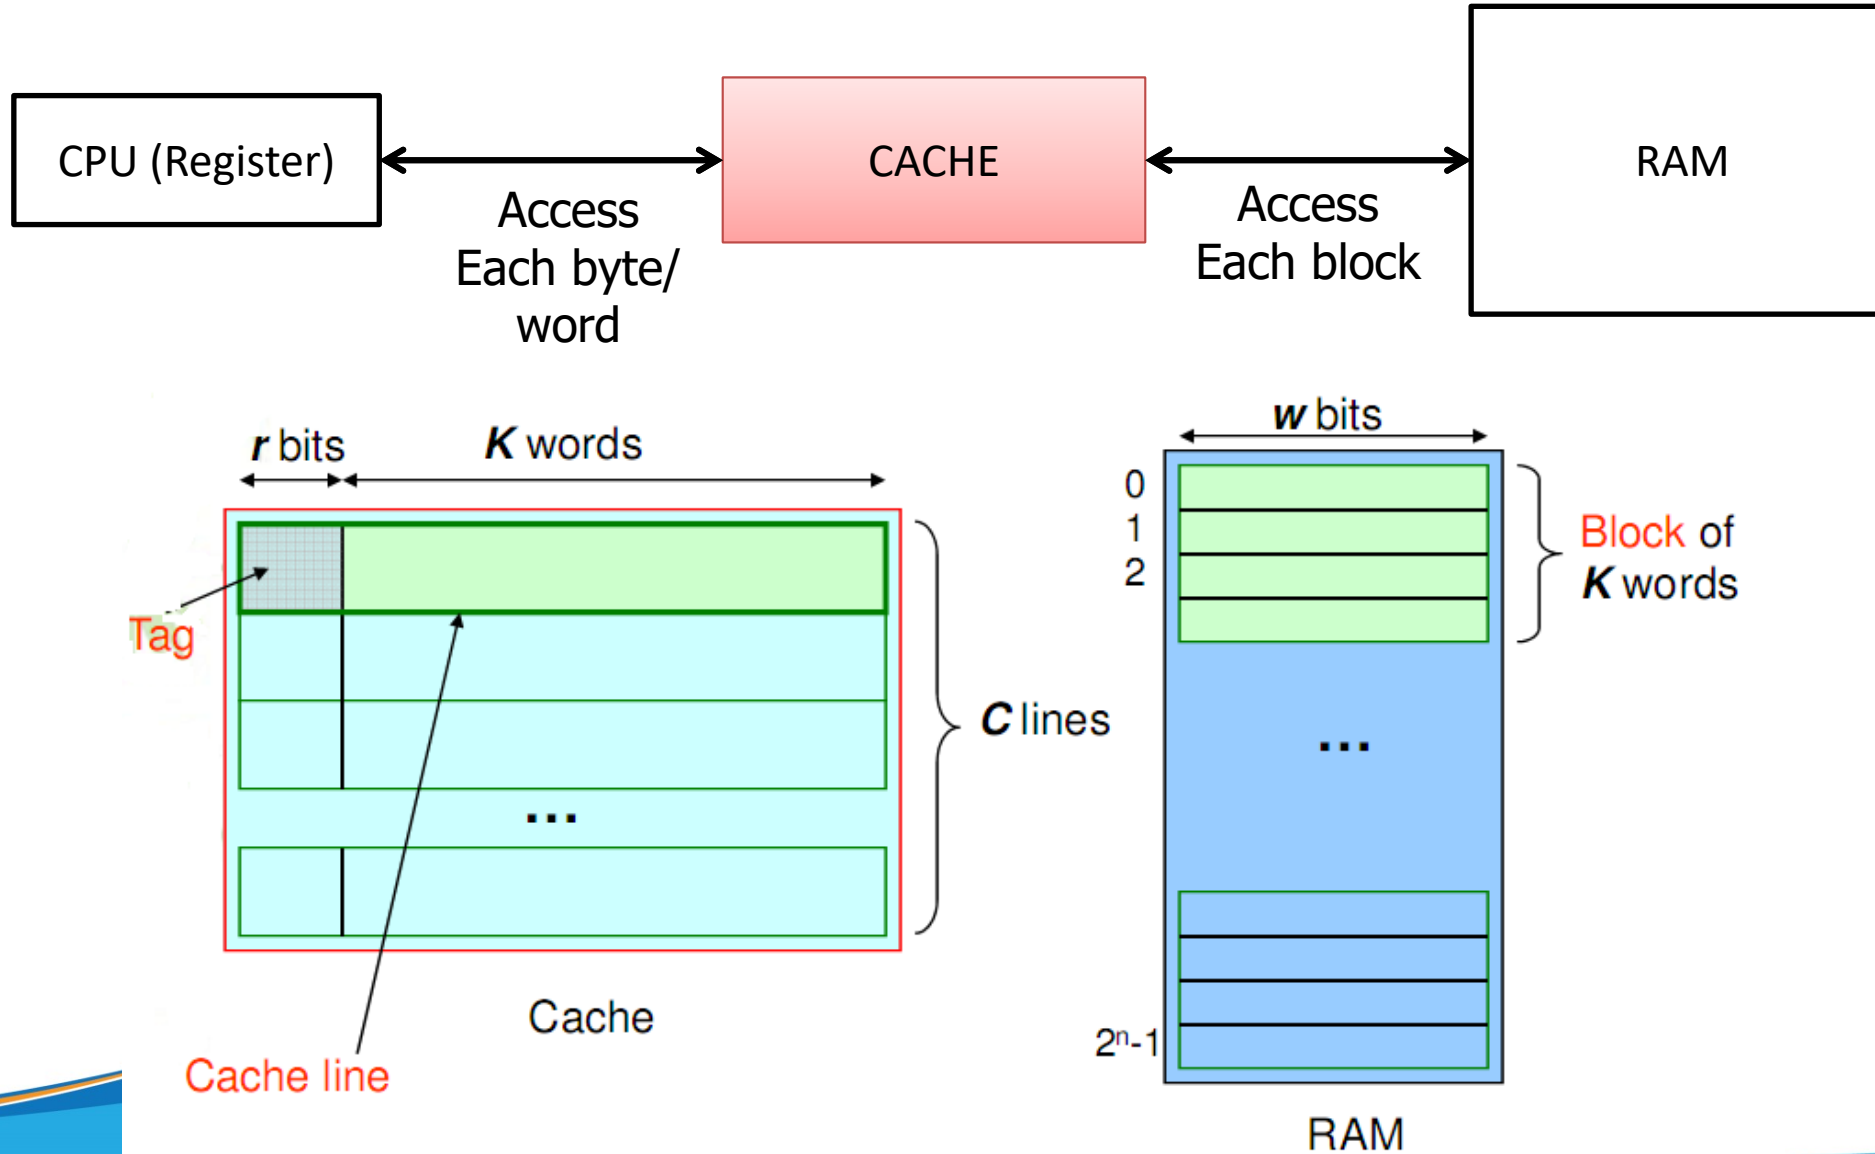 CPU (Register)
CACHE
RAM
Access
Each byte/
word
Access
Each block
r bits
K words
Tag
C lines
...
Cache
Cache line
w bits
0
1
2
Block of
K words
...
2ⁿ-1
RAM